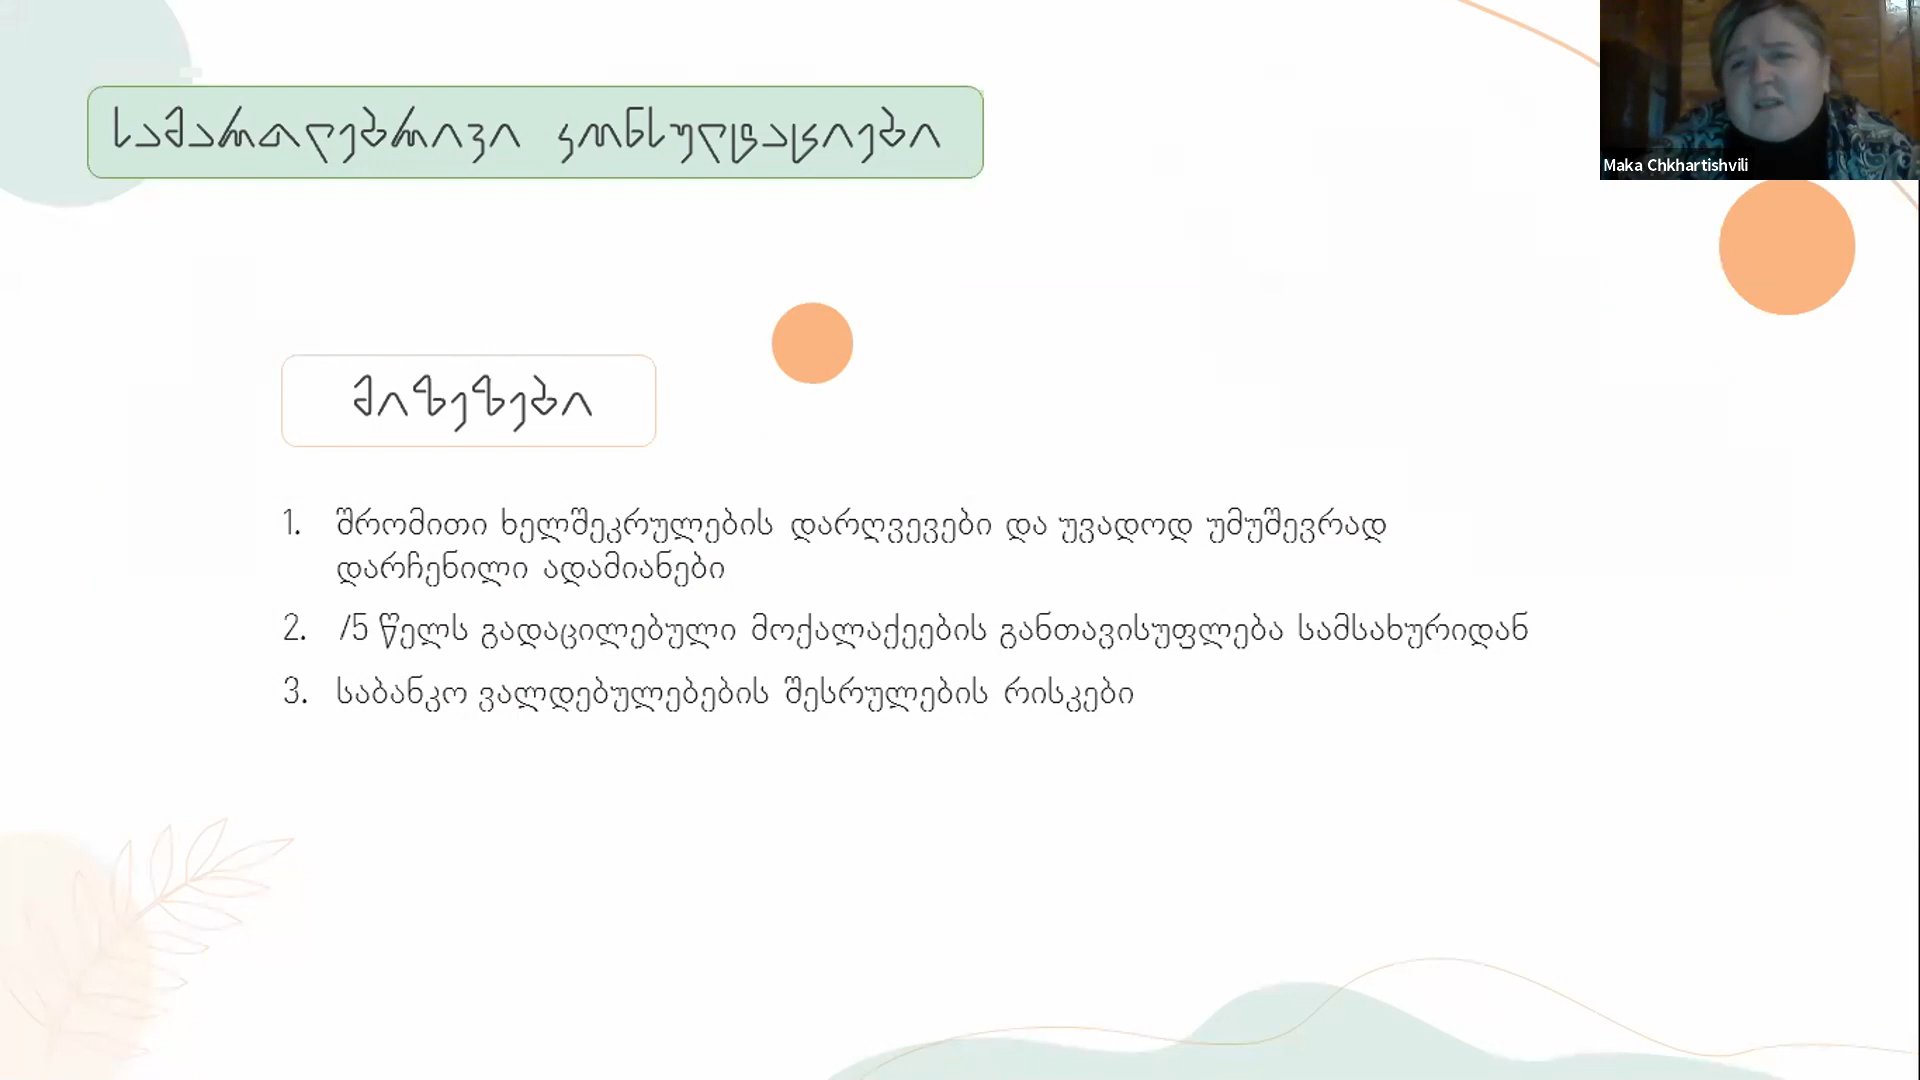 სამართლებრივი კონსულტაციები
Maka Chkhartishvili
მიზეზები
1. შრომითი ხელშეკრულების დარღვევები და უვადოდ უმუშევრად
დარჩენილი ადამიანები
2. /5 წელს გადაცილებული მოქალაქეების განთავისუფლება სამსახურიდან
3. საბანკო ვალდებულებების შესრულების რისკები